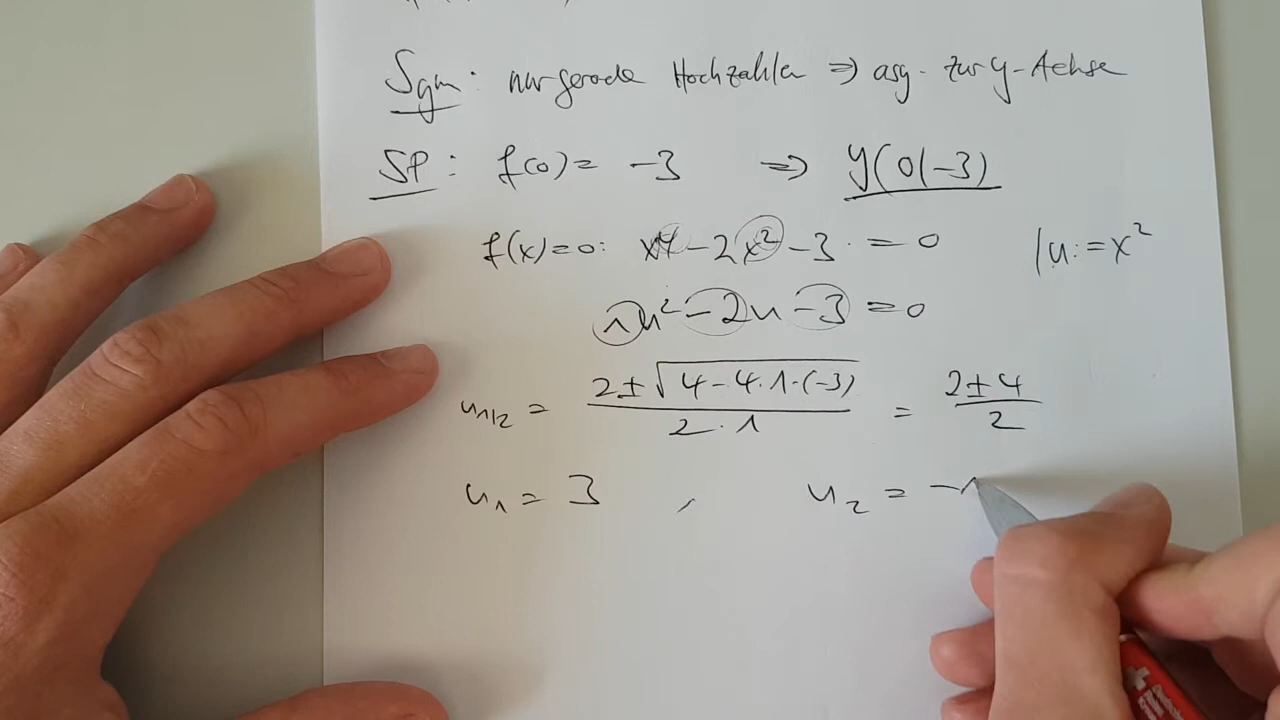 Sym: nur gerade Hochzahlen => asy. zur y-Achse
SP: f(0) = -3 => Y(0|-3)
f(x)=0: x⁴ - 2x² - 3 = 0 | u:=x²
1u² - 2u - 3 = 0
u₁/₂ = (2 ± √(4 - 4·1·(-3))) / (2·1) = (2 ± 4) / 2
u₁ = 3 , u₂ = -1